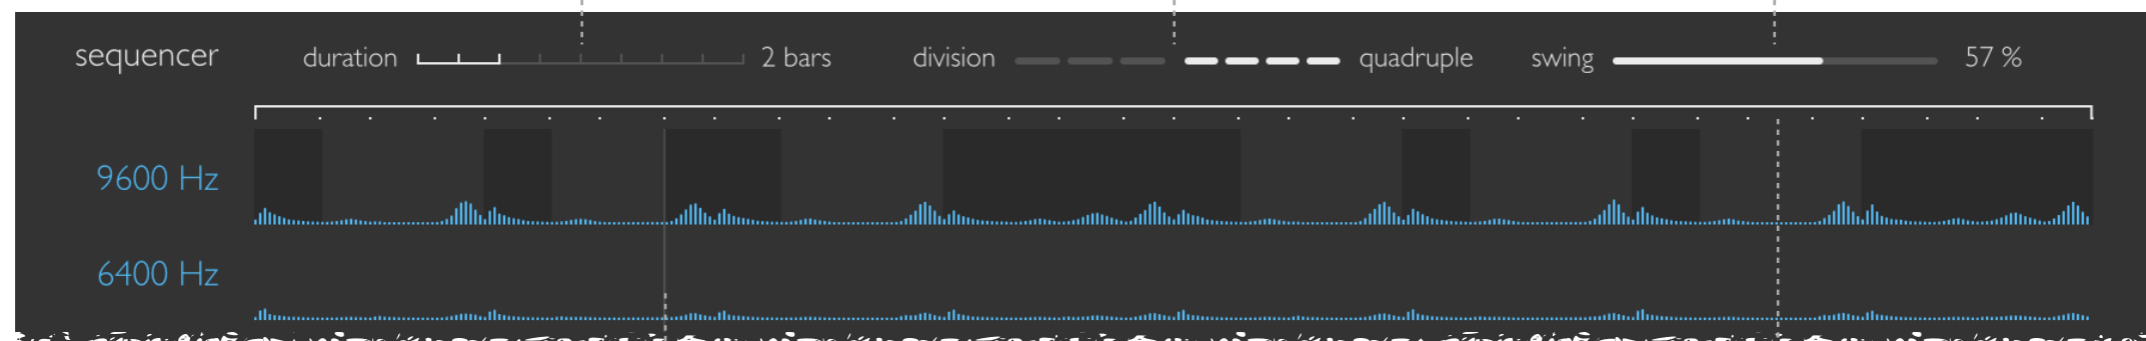 sequencer duration 2 bars division quadruple swing 57 %
9600 Hz
6400 Hz